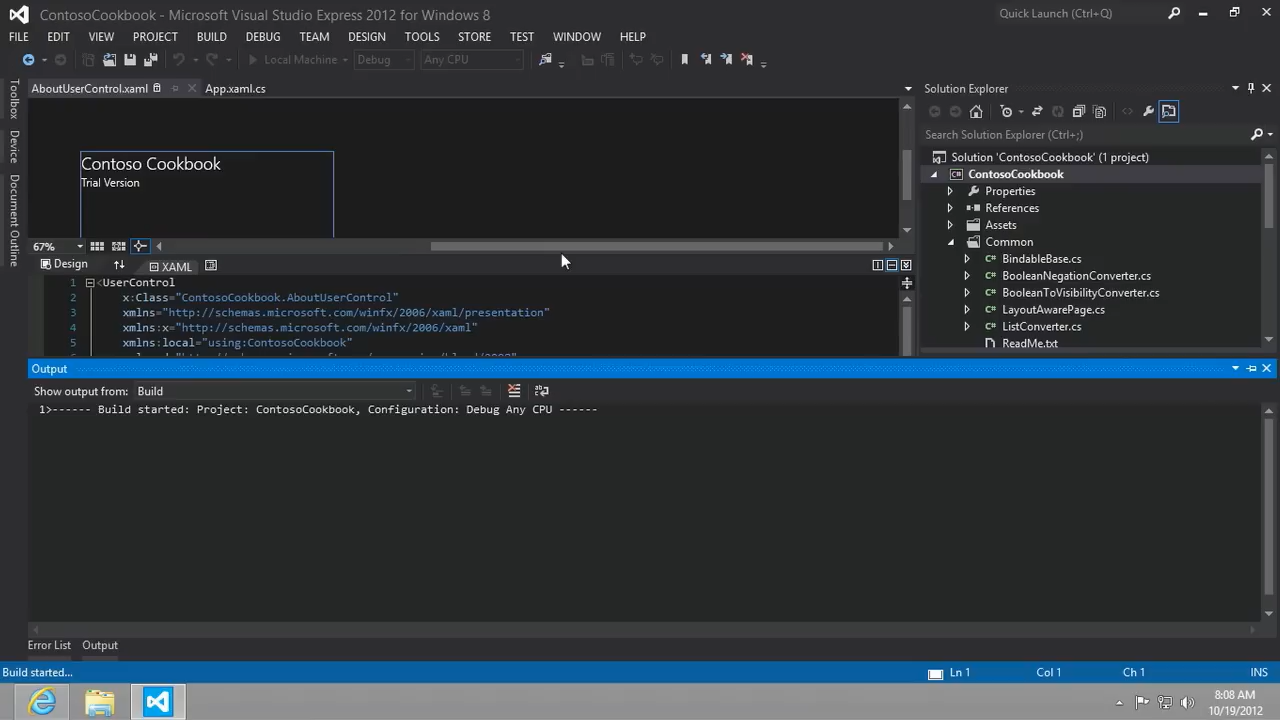 ContosoCookbook - Microsoft Visual Studio Express 2012 for Windows 8
Quick Launch (Ctrl+Q)
FILE EDIT VIEW PROJECT BUILD DEBUG TEAM DESIGN TOOLS STORE TEST WINDOW HELP
Local Machine Debug Any CPU
AboutUserControl.xaml App.xaml.cs
Toolbox
Device
Document Outline
Contoso Cookbook
Trial Version
67%
Design XAML
1 <UserControl
2 x:Class="ContosoCookbook.AboutUserControl"
3 xmlns="http://schemas.microsoft.com/winfx/2006/xaml/presentation"
4 xmlns:x="http://schemas.microsoft.com/winfx/2006/xaml"
5 xmlns:local="using:ContosoCookbook"
Solution Explorer
Search Solution Explorer (Ctrl+;)
Solution 'ContosoCookbook' (1 project)
C# ContosoCookbook
Properties
References
Assets
Common
C# BindableBase.cs
C# BooleanNegationConverter.cs
C# BooleanToVisibilityConverter.cs
C# LayoutAwarePage.cs
C# ListConverter.cs
ReadMe.txt
Output
Show output from: Build
1>------ Build started: Project: ContosoCookbook, Configuration: Debug Any CPU ------
Error List Output
Build started... Ln 1 Col 1 Ch 1 INS
8:08 AM
10/19/2012